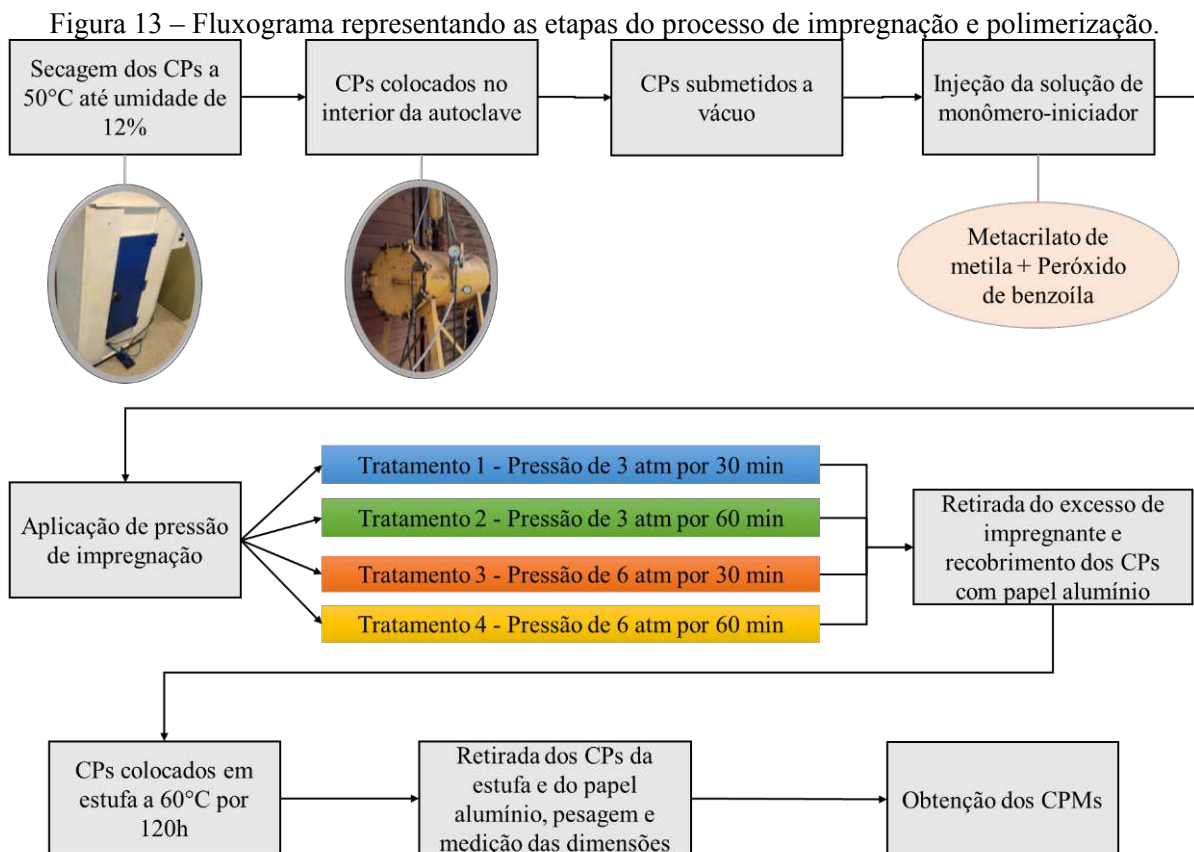 Figura 13 – Fluxograma representando as etapas do processo de impregnação e polimerização.
Secagem dos CPs a
50°C até umidade de
12%
CPs colocados no
interior da autoclave
CPs submetidos a
vácuo
Injeção da solução de
monômero-iniciador
Metacrilato de
metila + Peróxido
de benzoíla
Aplicação de pressão
de impregnação
Tratamento 1 - Pressão de 3 atm por 30 min
Tratamento 2 - Pressão de 3 atm por 60 min
Tratamento 3 - Pressão de 6 atm por 30 min
Tratamento 4 - Pressão de 6 atm por 60 min
Retirada do excesso de
impregnante e
recobrimento dos CPs
com papel alumínio
CPs colocados em
estufa a 60°C por
120h
Retirada dos CPs da
estufa e do papel
alumínio, pesagem e
medição das dimensões
Obtenção dos CPMs